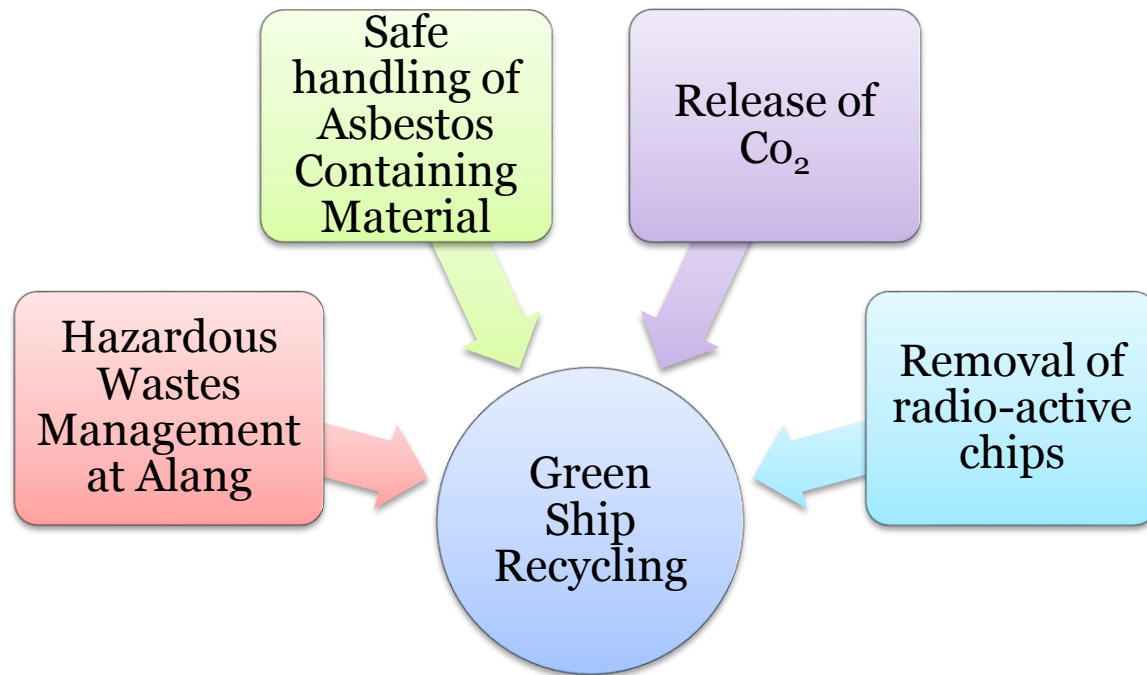 Safe
handling of
Asbestos
Containing
Material
Release of
Co₂
Hazardous
Wastes
Management
at Alang
Removal of
radio-active
chips
Green
Ship
Recycling